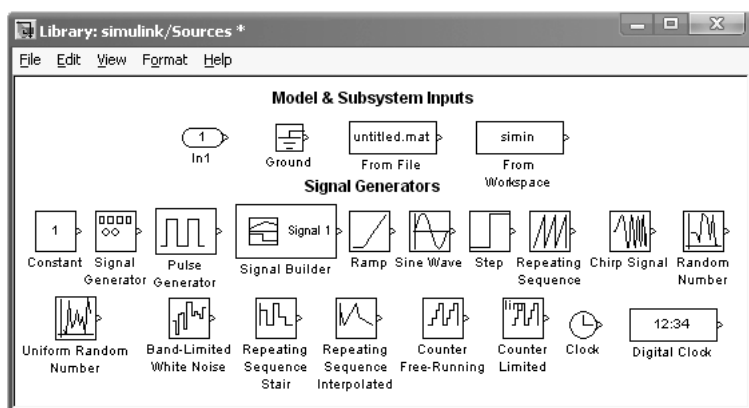 Library: simulink/Sources *
File Edit View Format Help
Model & Subsystem Inputs
1
In1
Ground
untitled.mat
From File
simin
From
Workspace
Signal Generators
1
Constant
Signal
Generator
Pulse
Generator
Signal 1
Signal Builder
Ramp
Sine Wave
Step
Repeating
Sequence
Chirp Signal
Random
Number
Uniform Random
Number
Band-Limited
White Noise
Repeating
Sequence
Stair
Repeating
Sequence
Interpolated
Counter
Free-Running
lim
Counter
Limited
Clock
12:34
Digital Clock